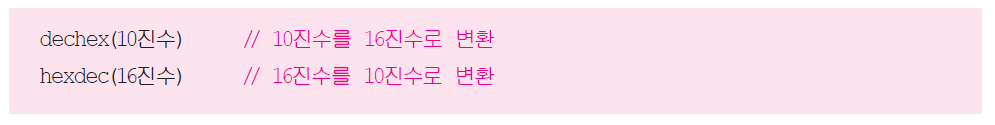 dechex(10진수) // 10진수를 16진수로 변환
hexdec(16진수) // 16진수를 10진수로 변환